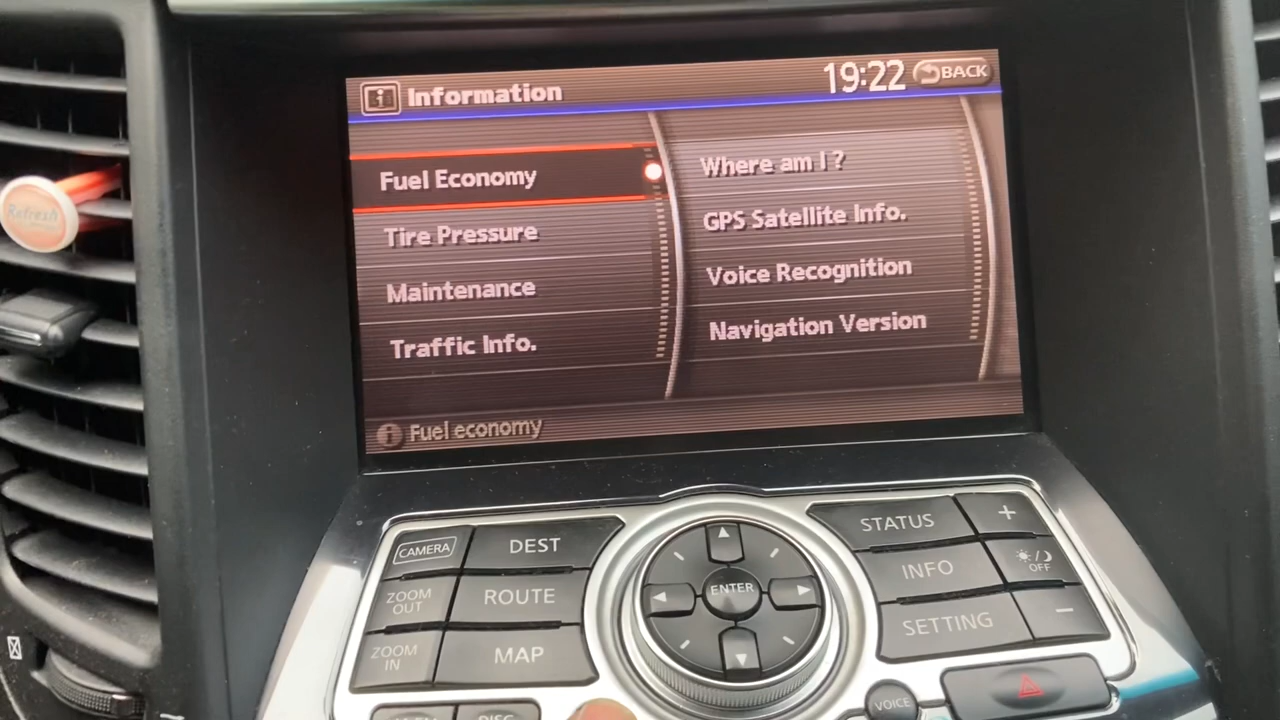 Information
19:22
BACK
Fuel Economy
Tire Pressure
Maintenance
Traffic Info.
Where am I ?
GPS Satellite Info.
Voice Recognition
Navigation Version
Fuel economy
Refresh
CAMERA
DEST
ZOOM
OUT
ROUTE
ZOOM
IN
MAP
ENTER
STATUS
+
INFO
OFF
SETTING
−
VOICE